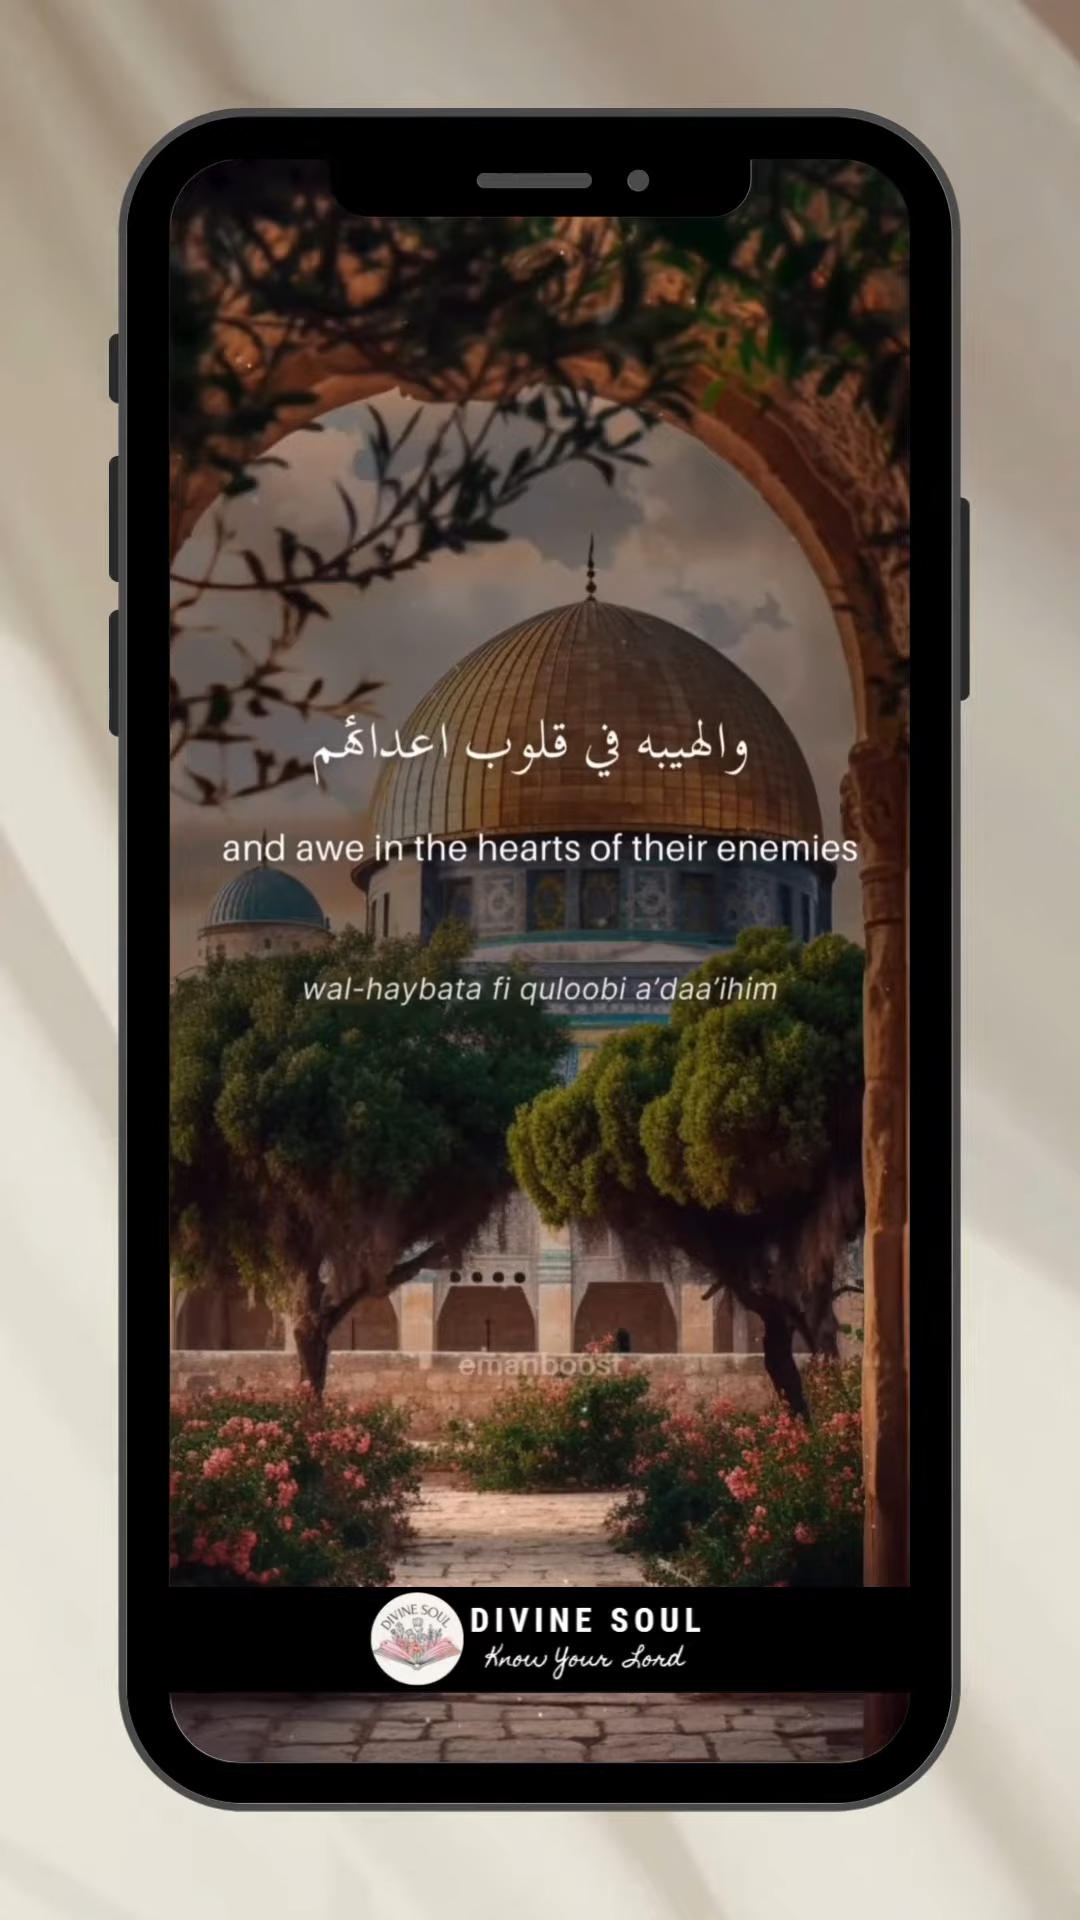 والهيبه في قلوب اعدائهم
and awe in the hearts of their enemies
wal-haybata fi quloobi a’daa’ihim
emanboost
DIVINE SOUL
DIVINE SOUL
Know Your Lord